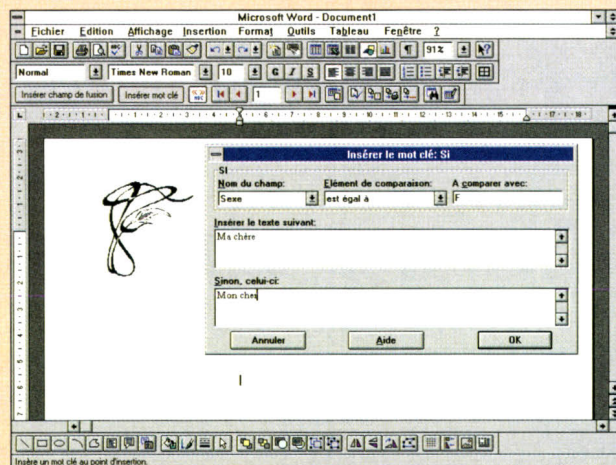 Microsoft Word - Document1
Fichier Edition Affichage Insertion Format Outils Tableau Fenêtre ?
91%
Normal Times New Roman 10 G I S
Insérer champ de fusion Insérer mot clé 1
Insérer le mot clé: Si
SI
Nom du champ: Elément de comparaison: A comparer avec:
Sexe est égal à F
Insérer le texte suivant:
Ma chère
Sinon, celui-ci:
Mon cher
Annuler Aide OK
Insère un mot clé au point d'insertion.